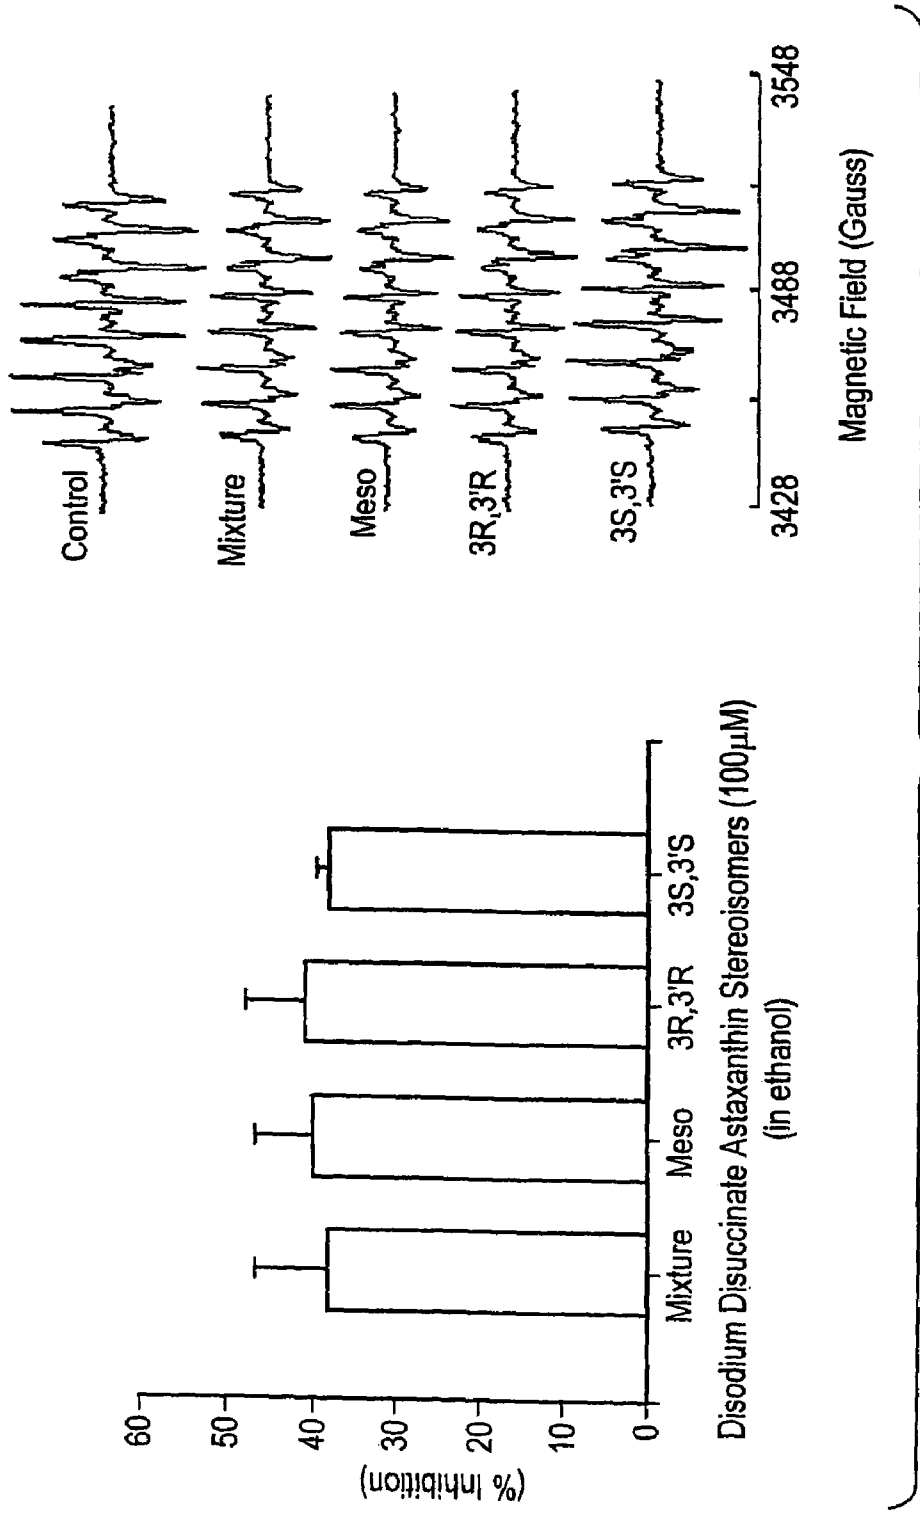 (% Inhibition)
60
50
40
30
20
10
0
Mixture
Meso
3R,3'R
3S,3'S
Disodium Disuccinate Astaxanthin Stereoisomers (100µM)
(in ethanol)
Control
Mixture
Meso
3R,3'R
3S,3'S
3428
3488
3548
Magnetic Field (Gauss)